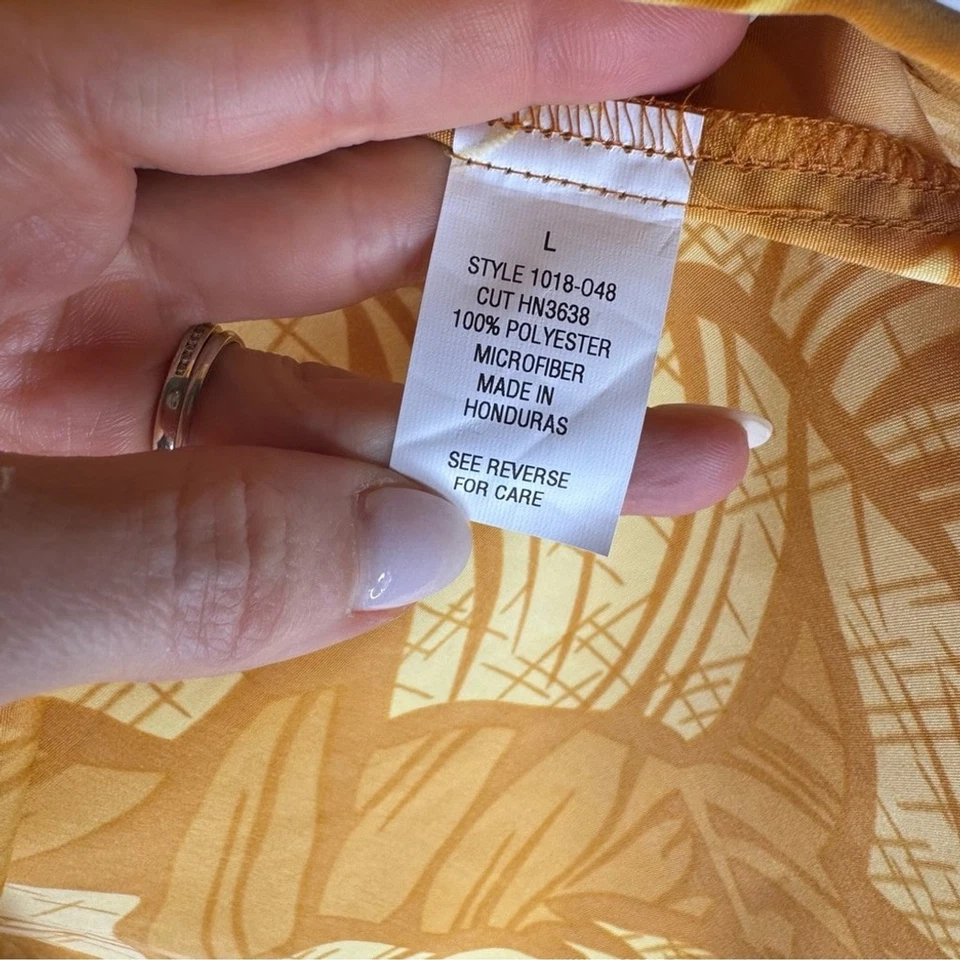 L
STYLE 1018-048
CUT HN3638
100% POLYESTER
MICROFIBER
MADE IN
HONDURAS
SEE REVERSE
FOR CARE